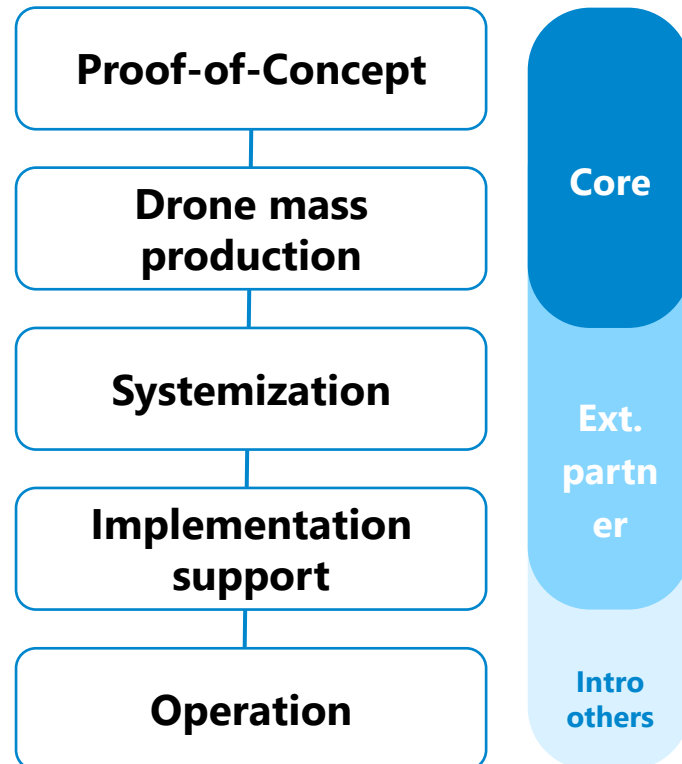 Proof-of-Concept
Drone mass
production
Systemization
Implementation
support
Operation
Core
Ext.
partn
er
Intro
others